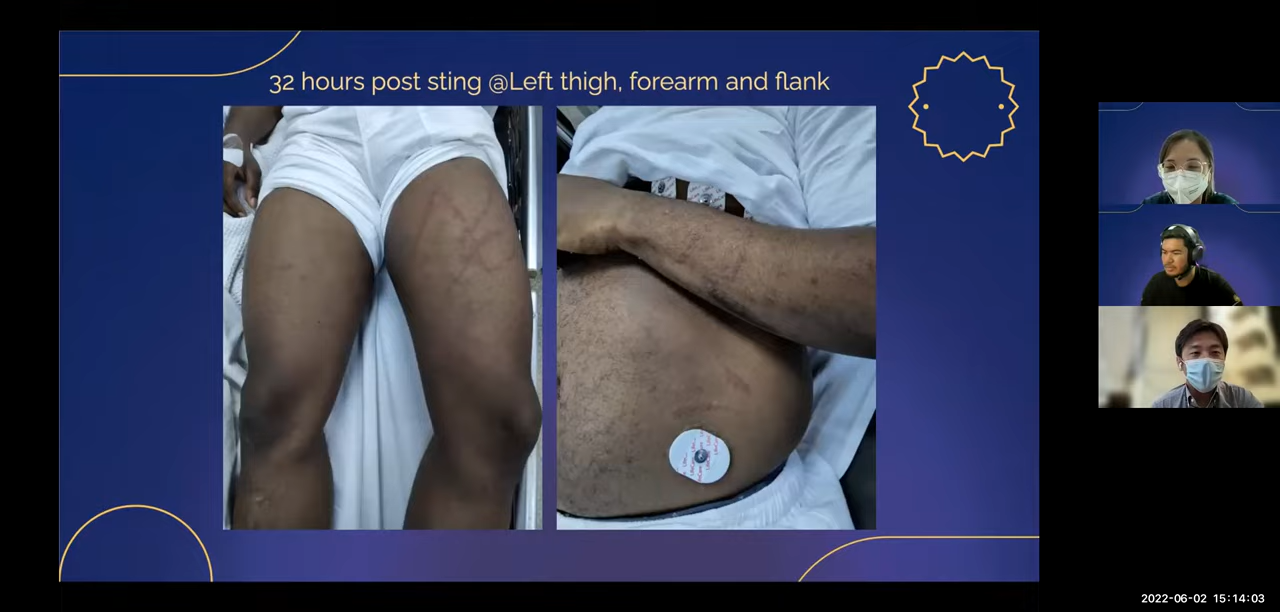 32 hours post sting @Left thigh, forearm and flank
2022-06-02 15:14:03